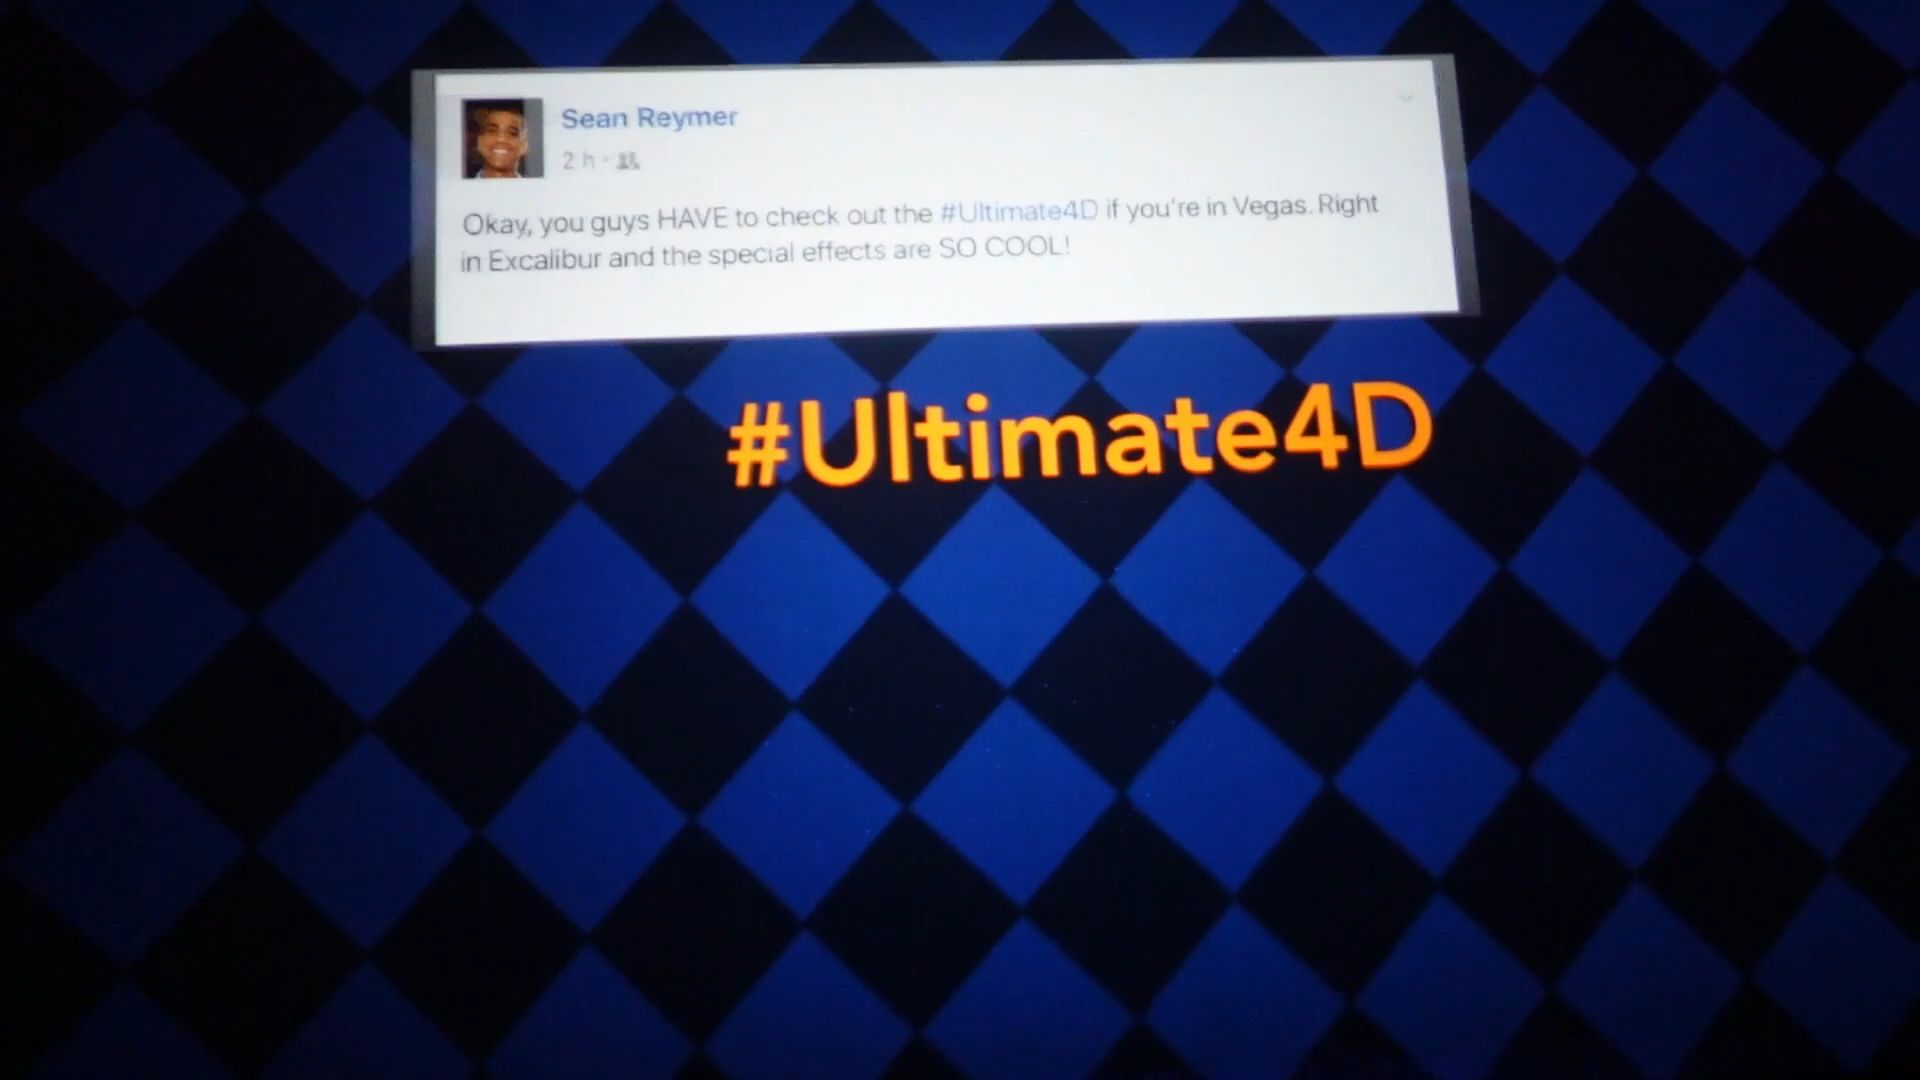 Sean Reymer
2 h ·
Okay, you guys HAVE to check out the #Ultimate4D if you're in Vegas. Right
in Excalibur and the special effects are SO COOL!
#Ultimate4D